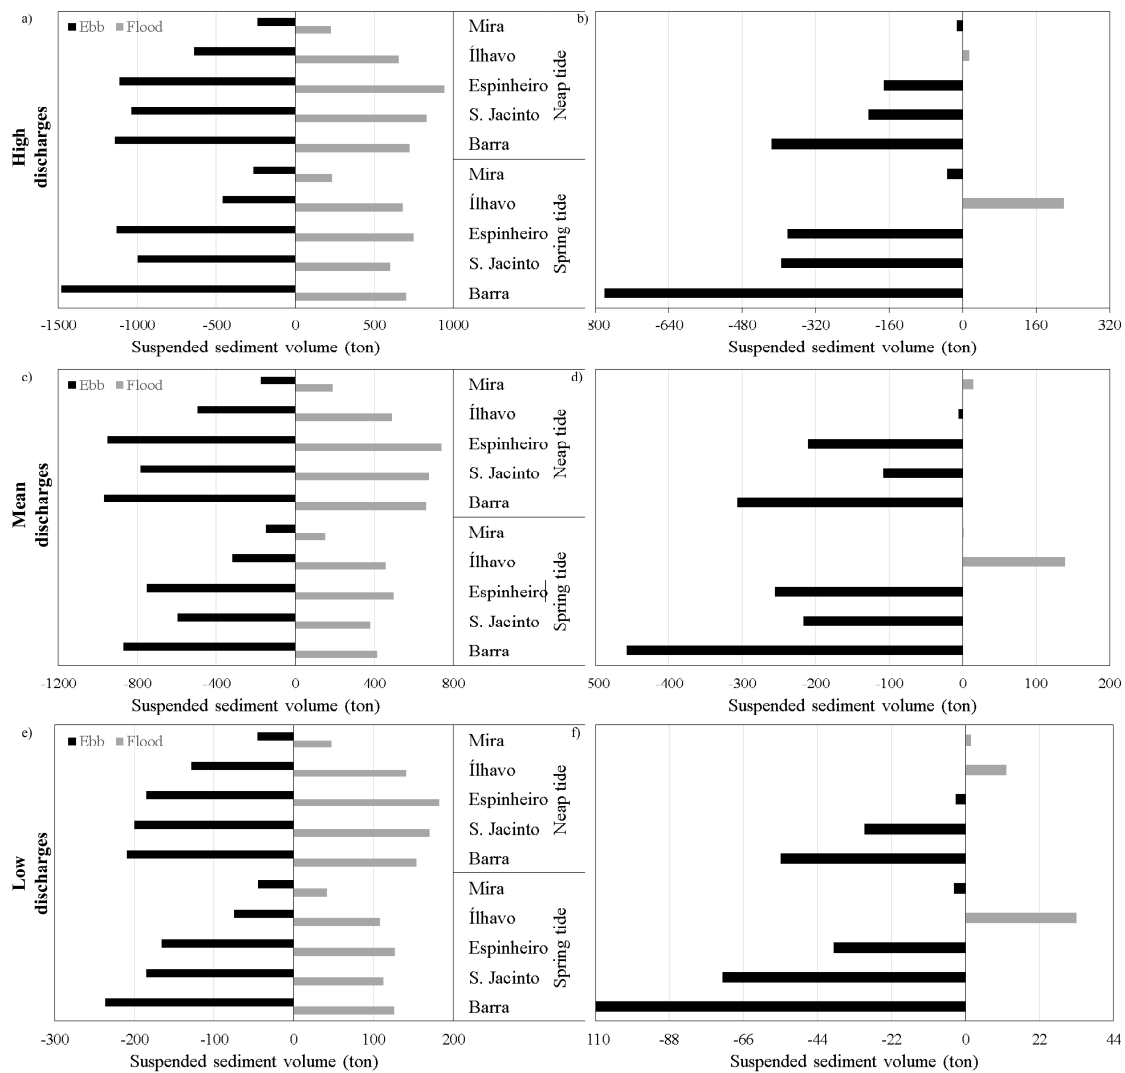 a)
Ebb Flood
High
discharges
Mira
Ílhavo
Espinheiro
S. Jacinto
Barra
Neap tide
Mira
Ílhavo
Espinheiro
S. Jacinto
Barra
Spring tide
-1500 -1000 -500 0 500 1000
Suspended sediment volume (ton)
b)
800 -640 -480 -320 -160 0 160 320
Suspended sediment volume (ton)
c)
Ebb Flood
Mean
discharges
Mira
Ílhavo
Espinheiro
S. Jacinto
Barra
Neap tide
Mira
Ílhavo
Espinheiro
S. Jacinto
Barra
Spring tide
-1200 -800 -400 0 400 800
Suspended sediment volume (ton)
d)
500 -400 -300 -200 -100 0 100 200
Suspended sediment volume (ton)
e)
Ebb Flood
Low
discharges
Mira
Ílhavo
Espinheiro
S. Jacinto
Barra
Neap tide
Mira
Ílhavo
Espinheiro
S. Jacinto
Barra
Spring tide
-300 -200 -100 0 100 200
Suspended sediment volume (ton)
f)
110 -88 -66 -44 -22 0 22 44
Suspended sediment volume (ton)